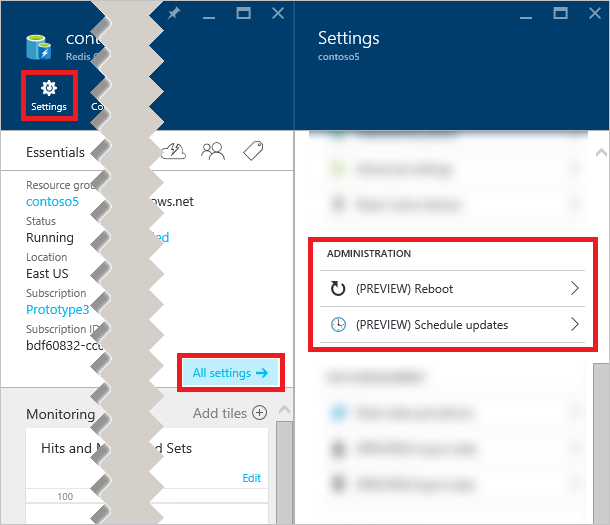 conto
Redis
Settings
Co
Essentials
Resource grou
contoso5
ows.net
Status
Running
ed
Location
East US
Subscription
Prototype3
Subscription ID
bdf60832-cc
All settings →
Monitoring
Add tiles
Hits and M
d Sets
Edit
100
Settings
contoso5
ADMINISTRATION
(PREVIEW) Reboot
(PREVIEW) Schedule updates